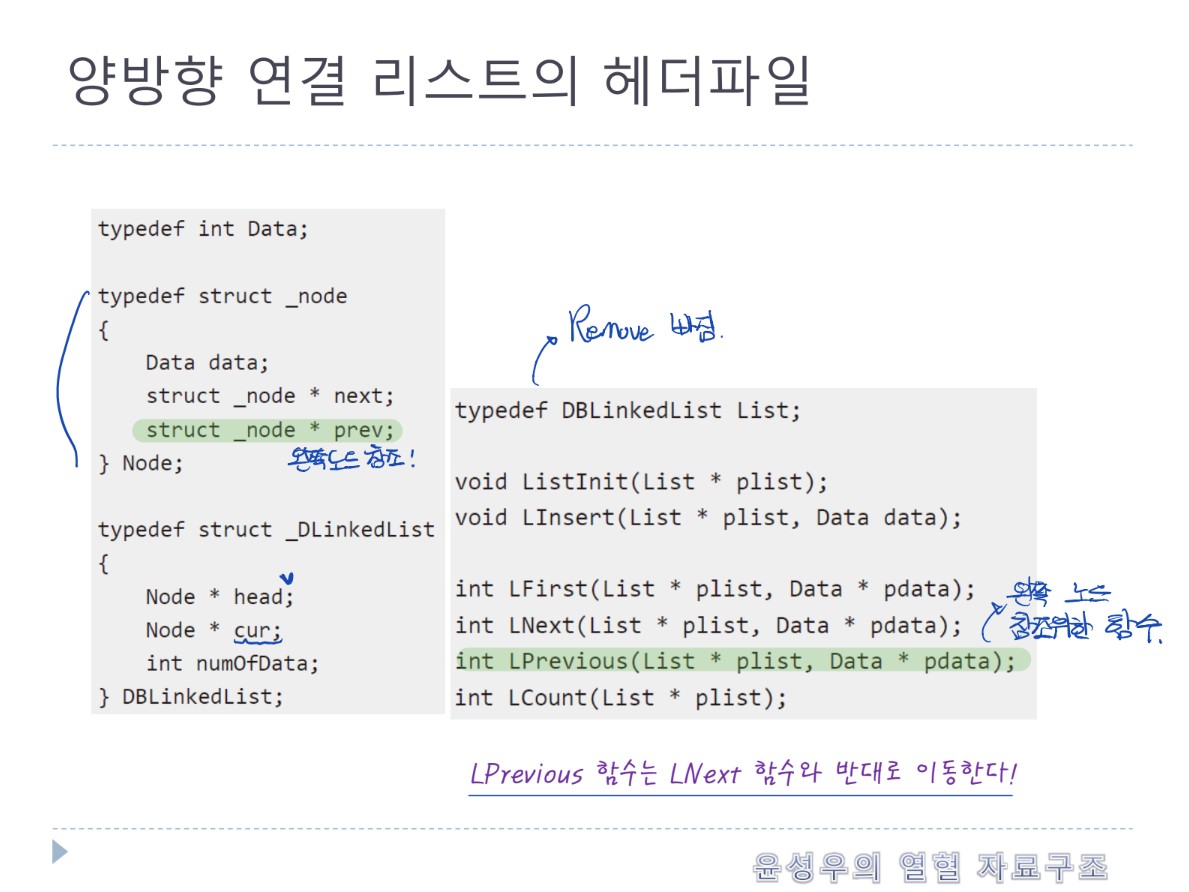 양방향 연결 리스트의 헤더파일
typedef int Data;
typedef struct _node
{
Data data;
struct _node * next;
struct _node * prev;
} Node;
왼쪽노드 참조!
typedef struct _DLinkedList
{
Node * head;
Node * cur;
int numOfData;
} DBLinkedList;
Remove 빠짐.
typedef DBLinkedList List;
void ListInit(List * plist);
void LInsert(List * plist, Data data);
int LFirst(List * plist, Data * pdata);
int LNext(List * plist, Data * pdata);
int LPrevious(List * plist, Data * pdata);
int LCount(List * plist);
왼쪽 노드
참조위한 함수.
LPrevious 함수는 LNext 함수와 반대로 이동한다!
윤성우의 열혈 자료구조